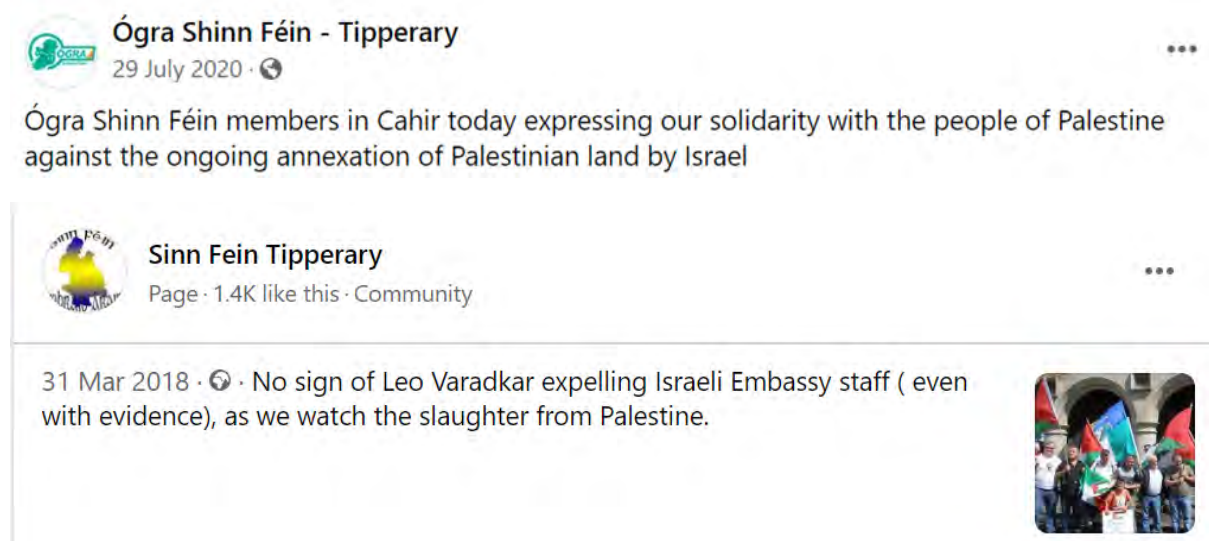 Ógra Shinn Féin - Tipperary
ÓGRA
29 July 2020 ·
Ógra Shinn Féin members in Cahir today expressing our solidarity with the people of Palestine
against the ongoing annexation of Palestinian land by Israel
Sinn Fein Tipperary
Page · 1.4K like this · Community
31 Mar 2018 · · No sign of Leo Varadkar expelling Israeli Embassy staff ( even
with evidence), as we watch the slaughter from Palestine.